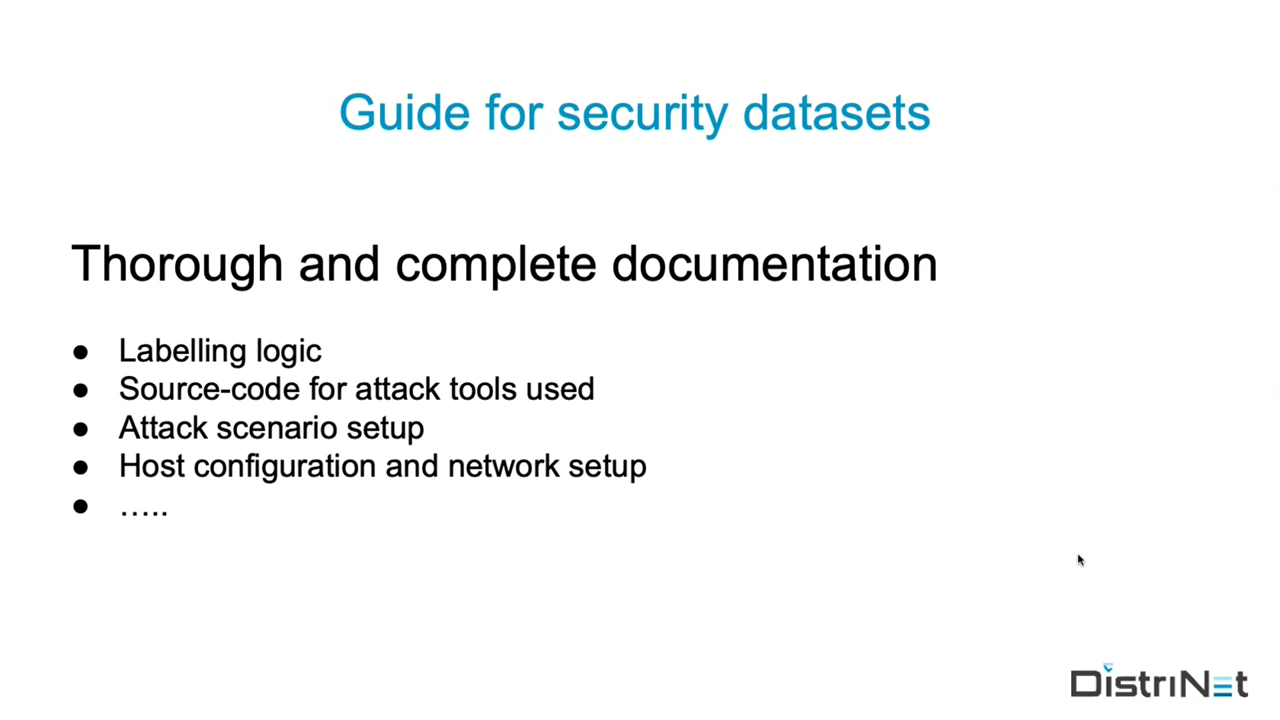 Guide for security datasets
Thorough and complete documentation
● Labelling logic
● Source-code for attack tools used
● Attack scenario setup
● Host configuration and network setup
● …..
DistriNet